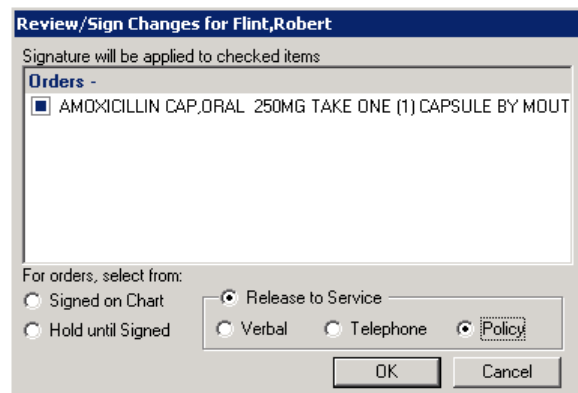 Review/Sign Changes for Flint,Robert
Signature will be applied to checked items
Orders -
AMOXICILLIN CAP,ORAL 250MG TAKE ONE (1) CAPSULE BY MOUT
For orders, select from:
Signed on Chart
Release to Service
Hold until Signed
Verbal
Telephone
Policy
OK
Cancel